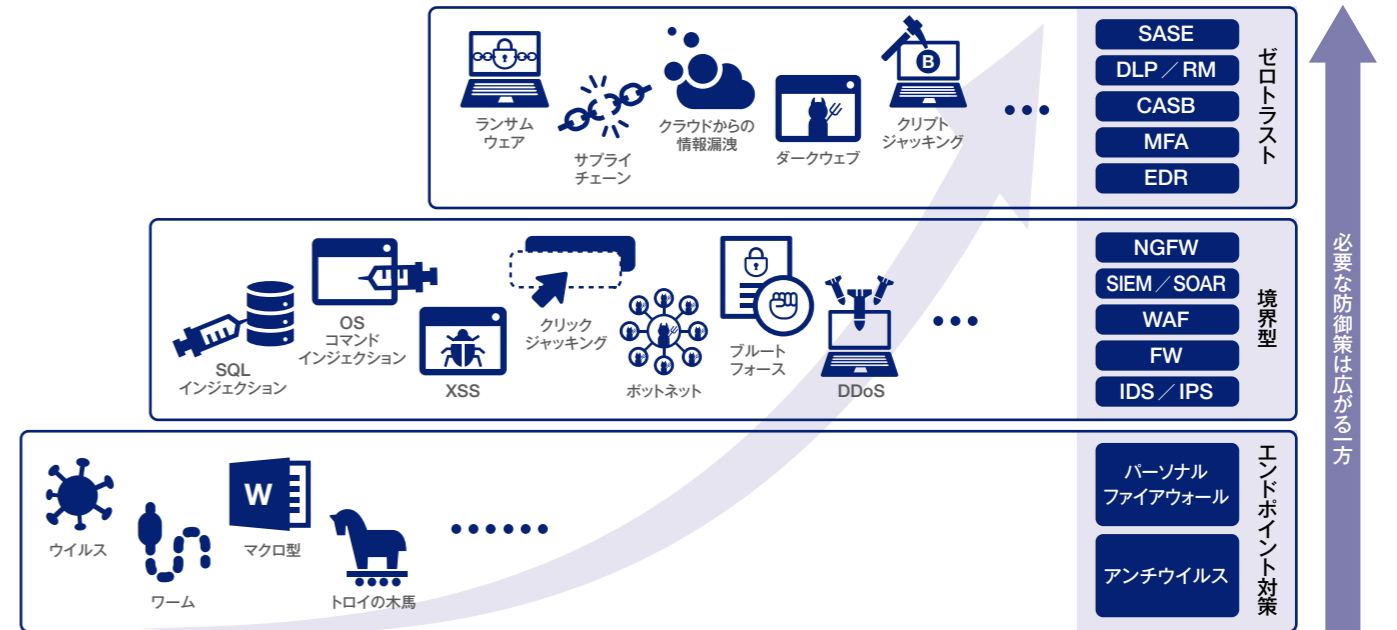 ランサム
ウェア
サプライ
チェーン
クラウドからの
情報漏洩
ダークウェブ
B
クリプト
ジャッキング
SASE
DLP／RM
CASB
MFA
EDR
ゼロトラスト
SQL
インジェクション
OS
コマンド
インジェクション
XSS
クリック
ジャッキング
ボットネット
ブルート
フォース
DDoS
NGFW
SIEM／SOAR
WAF
FW
IDS／IPS
境界型
ウイルス
ワーム
W
マクロ型
トロイの木馬
パーソナル
ファイアウォール
アンチウイルス
エンドポイント対策
必要な防御策は広がる一方